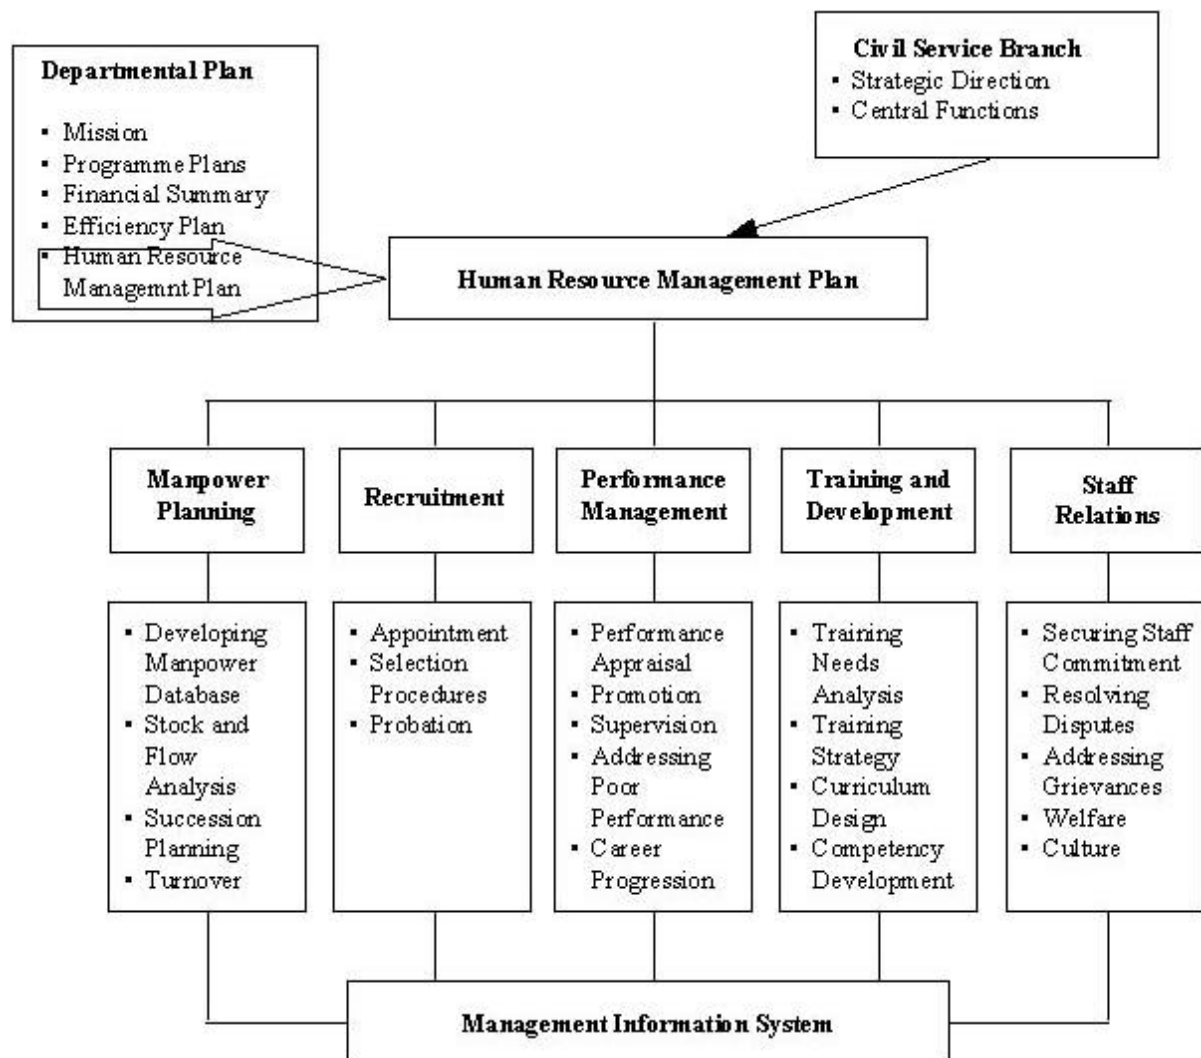 Departmental Plan
▪ Mission
▪ Programme Plans
▪ Financial Summary
▪ Efficiency Plan
▪ Human Resource
Managemnt Plan
Civil Service Branch
▪ Strategic Direction
▪ Central Functions
Human Resource Management Plan
Manpower
Planning
Recruitment
Performance
Management
Training and
Development
Staff
Relations
▪ Developing
Manpower
Database
▪ Stock and
Flow
Analysis
▪ Succession
Planning
▪ Turnover
▪ Appointment
▪ Selection
Procedures
▪ Probation
▪ Performance
Appraisal
▪ Promotion
▪ Supervision
▪ Addressing
Poor
Performance
▪ Career
Progression
▪ Training
Needs
Analysis
▪ Training
Strategy
▪ Curriculum
Design
▪ Competency
Development
▪ Securing Staff
Commitment
▪ Resolving
Disputes
▪ Addressing
Grievances
▪ Welfare
▪ Culture
Management Information System